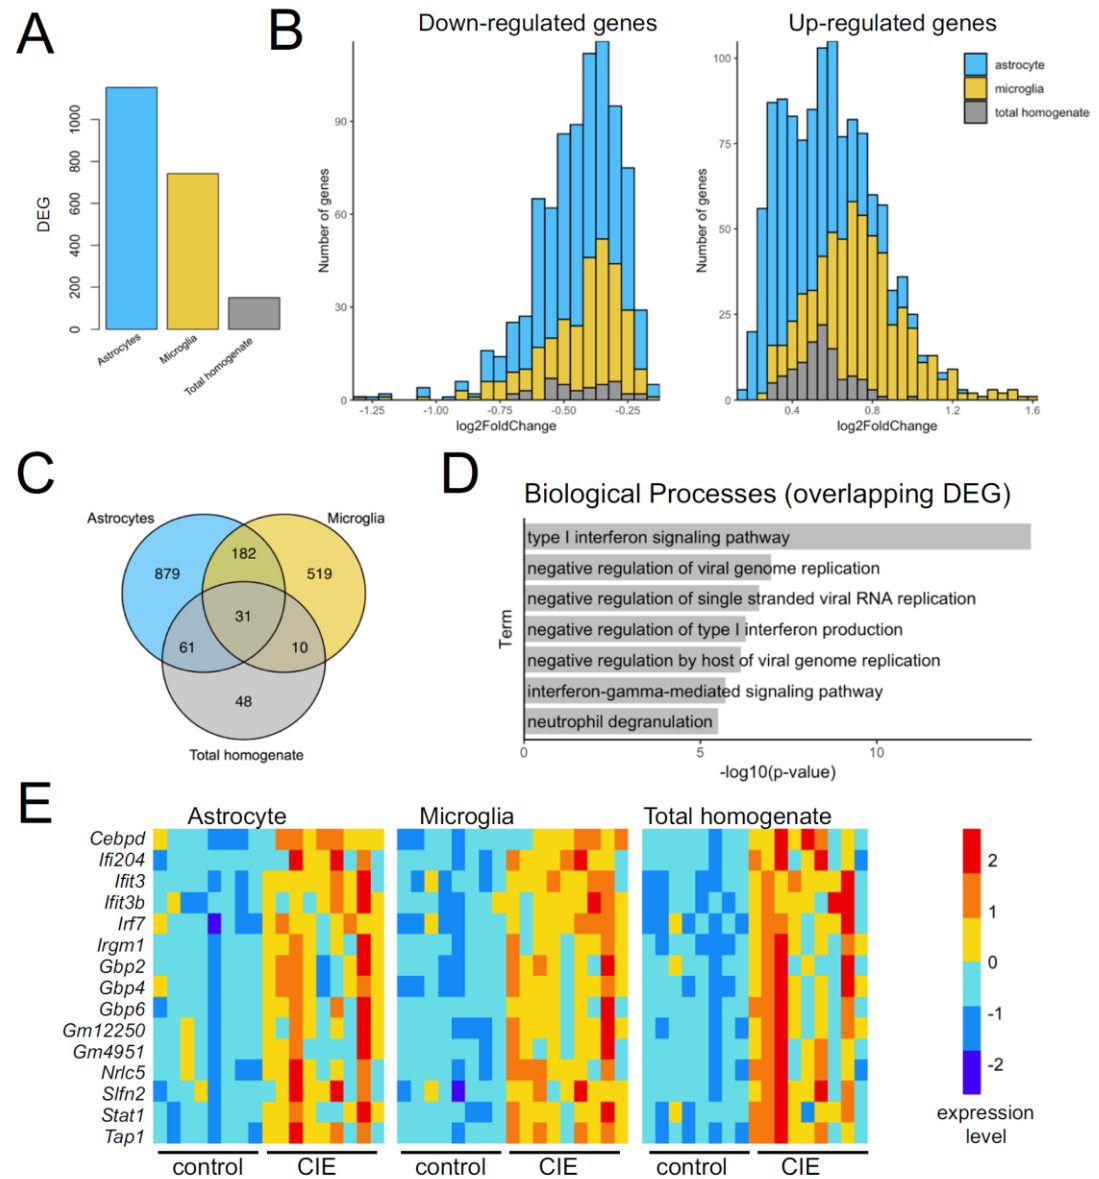 A
DEG
1000
800
600
400
200
0
Astrocytes
Microglia
Total homogenate
B
Down-regulated genes
Number of genes
90
60
30
0
-1.25
-1.00
-0.75
-0.50
-0.25
log2FoldChange
Up-regulated genes
Number of genes
100
75
50
25
0
0.4
0.8
1.2
1.6
log2FoldChange
astrocyte
microglia
total homogenate
C
Astrocytes
Microglia
879
182
519
31
61
10
48
Total homogenate
D
Biological Processes (overlapping DEG)
Term
type I interferon signaling pathway
negative regulation of viral genome replication
negative regulation of single stranded viral RNA replication
negative regulation of type I interferon production
negative regulation by host of viral genome replication
interferon-gamma-mediated signaling pathway
neutrophil degranulation
0
5
10
-log10(p-value)
E
Astrocyte
Microglia
Total homogenate
Cebpd
Ifi204
Ifit3
Ifit3b
Irf7
Irgm1
Gbp2
Gbp4
Gbp6
Gm12250
Gm4951
Nrlc5
Slfn2
Stat1
Tap1
control
CIE
control
CIE
control
CIE
2
1
0
-1
-2
expression
level